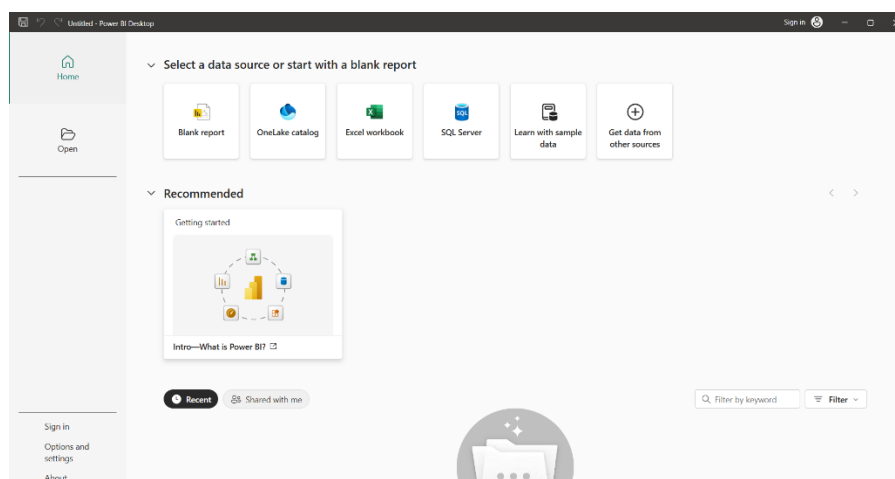 Untitled - Power BI Desktop
Sign in
Home
Open
Select a data source or start with a blank report
Blank report
OneLake catalog
Excel workbook
SQL
SQL Server
Learn with sample
data
Get data from
other sources
Recommended
Getting started
Intro—What is Power BI?
Recent
Shared with me
Filter by keyword
Filter
Sign in
Options and
settings
About